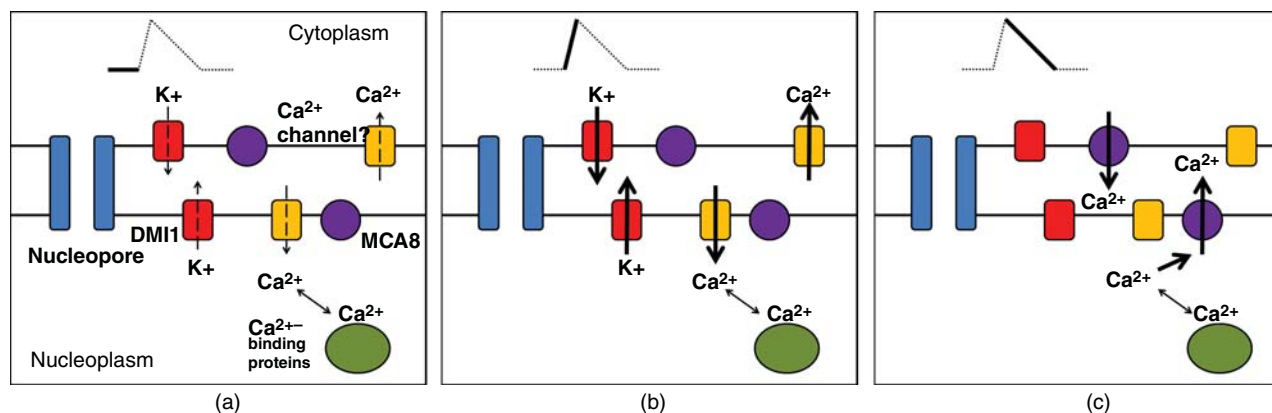 Cytoplasm
K+
Ca2+
channel?
Ca2+
DMI1
MCA8
Nucleopore
K+
Ca2+
Ca2+
Ca2+–
binding
proteins
Nucleoplasm
(a)
K+
Ca2+
K+
Ca2+
Ca2+
(b)
Ca2+
Ca2+
Ca2+
Ca2+
(c)